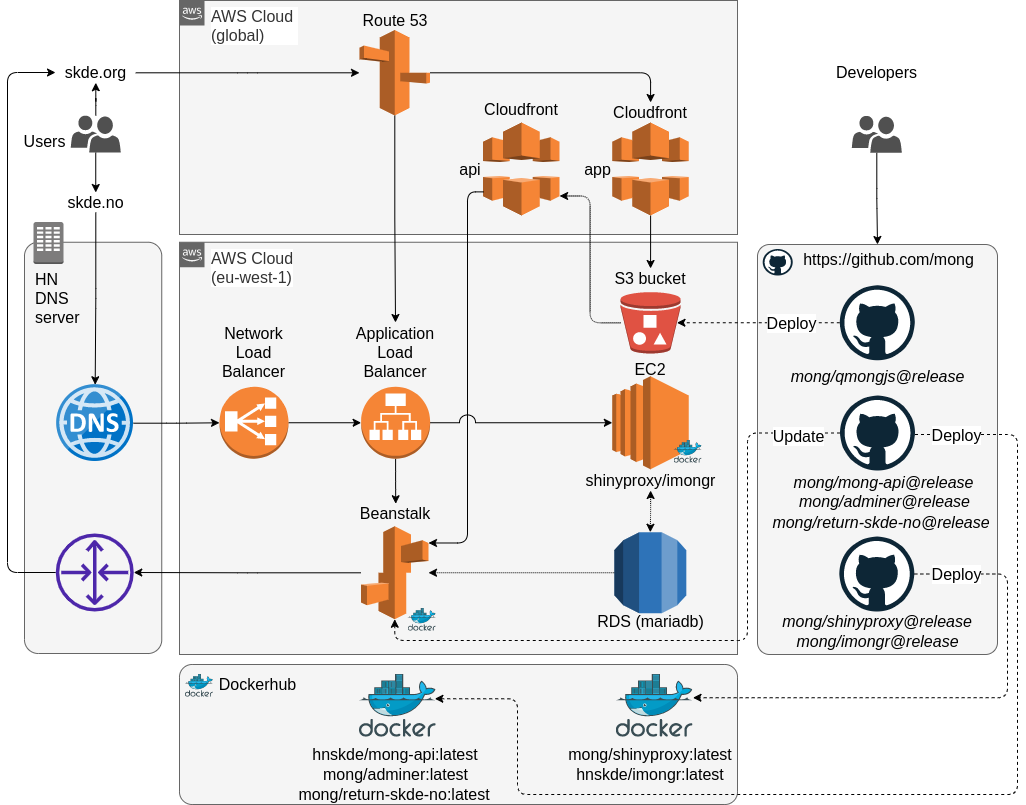 aws
AWS Cloud
(global)
Route 53
skde.org
Developers
Cloudfront
Cloudfront
Users
api
app
skde.no
HN
DNS
server
aws
AWS Cloud
(eu-west-1)
https://github.com/mong
S3 bucket
Deploy
Network
Load
Balancer
Application
Load
Balancer
EC2
mong/qmongjs@release
DNS
docker
Update
Deploy
shinyproxy/imongr
mong/mong-api@release
mong/adminer@release
mong/return-skde-no@release
Beanstalk
Deploy
docker
RDS (mariadb)
mong/shinyproxy@release
mong/imongr@release
docker
Dockerhub
docker
docker
hnskde/mong-api:latest
mong/adminer:latest
mong/return-skde-no:latest
mong/shinyproxy:latest
hnskde/imongr:latest